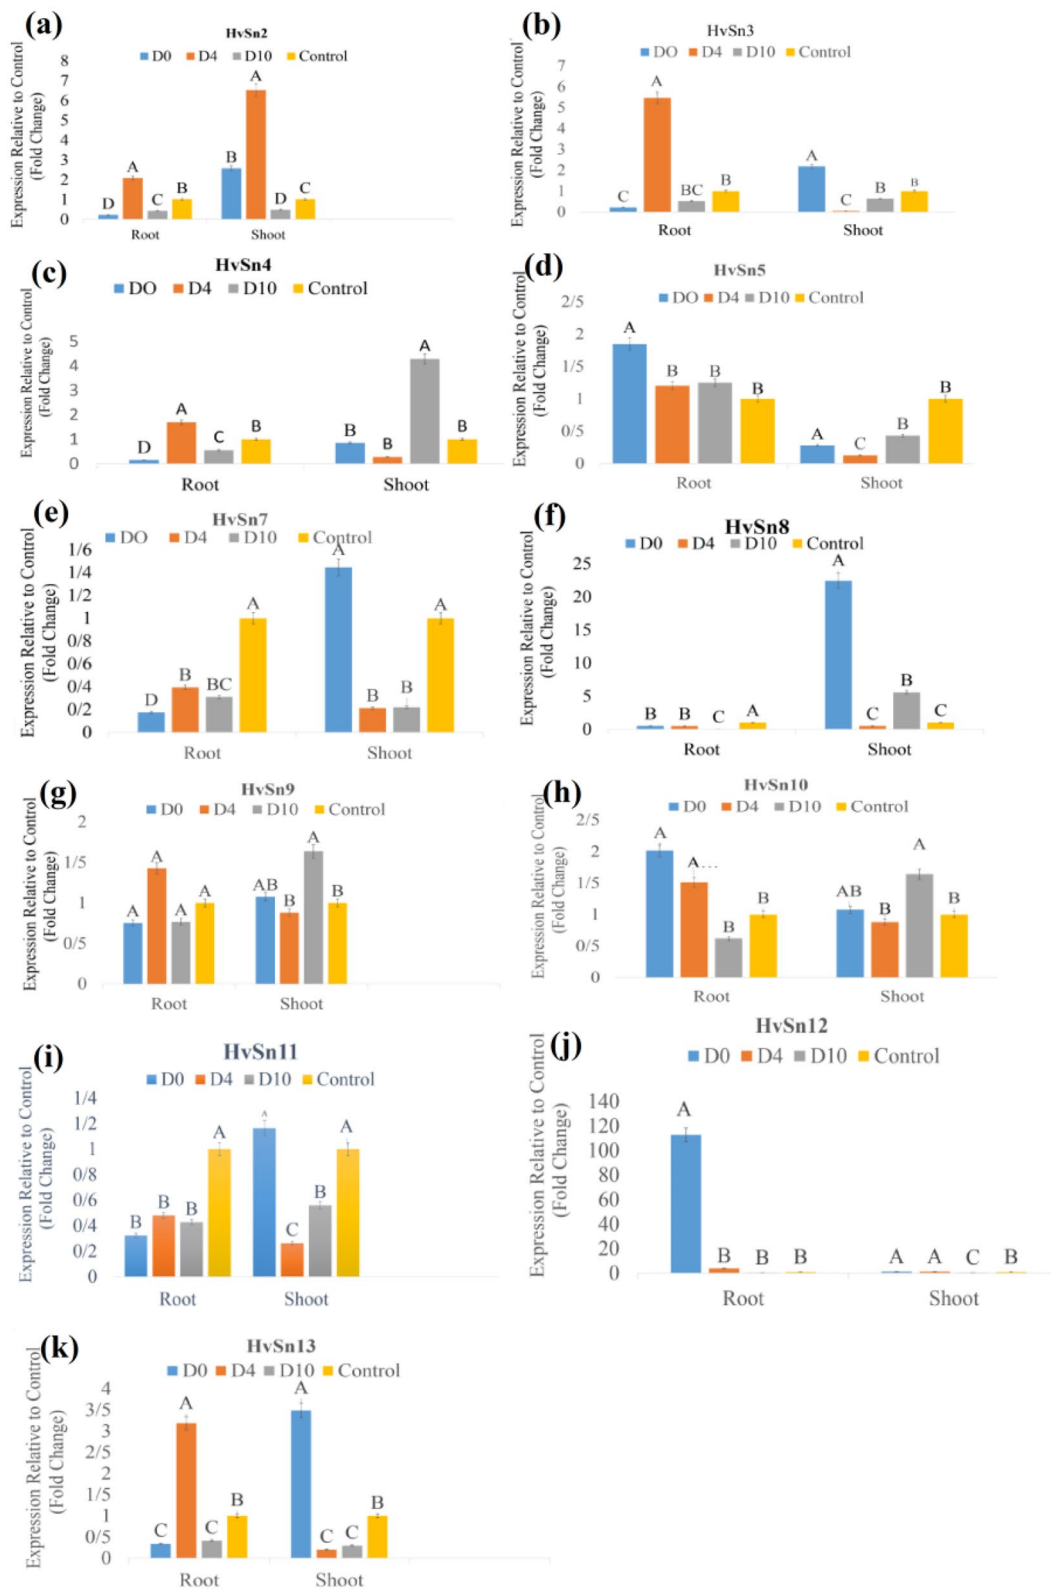 (a)
HvSn2
D0 D4 D10 Control
Expression Relative to Control
(Fold Change)
8
7
6
5
4
3
2
1
0
D A C B
B A D C
Root Shoot
(b)
HvSn3
DO D4 D10 Control
Expression Relative to Control
(Fold Change)
7
6
5
4
3
2
1
0
C A BC B
A C B B
Root Shoot
(c)
HvSn4
DO D4 D10 Control
Expression Relative to Control
(Fold Change)
5
4
3
2
1
0
D A C B
B B A B
Root Shoot
(d)
HvSn5
DO D4 D10 Control
Expression Relative to Control
(Fold Change)
2/5
2
1/5
1
0/5
0
A B B B
A C B B
Root Shoot
(e)
HvSn7
DO D4 D10 Control
Expression Relative to Control
(Fold Change)
1/6
1/4
1
0/8
0/6
0/4
0/2
0
D B BC A
A B B A
Root Shoot
(f)
HvSn8
D0 D4 D10 Control
Expression Relative to Control
(Fold Change)
25
20
15
10
5
0
B B C A
A C B C
Root Shoot
(g)
HvSn9
D0 D4 D10 Control
Expression Relative to Control
(Fold Change)
2
1/5
1
0/5
0
A A A A
AB B A B
Root Shoot
(h)
HvSn10
D0 D4 D10 Control
Expression Relative to Control
(Fold Change)
2/5
2
1/5
1
0/5
0
A A B B
AB B A B
Root Shoot
(i)
HvSn11
D0 D4 D10 Control
Expression Relative to Control
(Fold Change)
1/4
1/2
1
0/8
0/6
0/4
0/2
0
B B B A
A C B A
Root Shoot
(j)
HvSn12
D0 D4 D10 Control
Expression Relative to Control
(Fold Change)
140
120
100
80
60
40
20
0
A B B B
A A C B
Root Shoot
(k)
HvSn13
D0 D4 D10 Control
Expression Relative to Control
(Fold Change)
4
3/5
3
2/5
2
1/5
1
0/5
0
C A C B
A C C B
Root Shoot